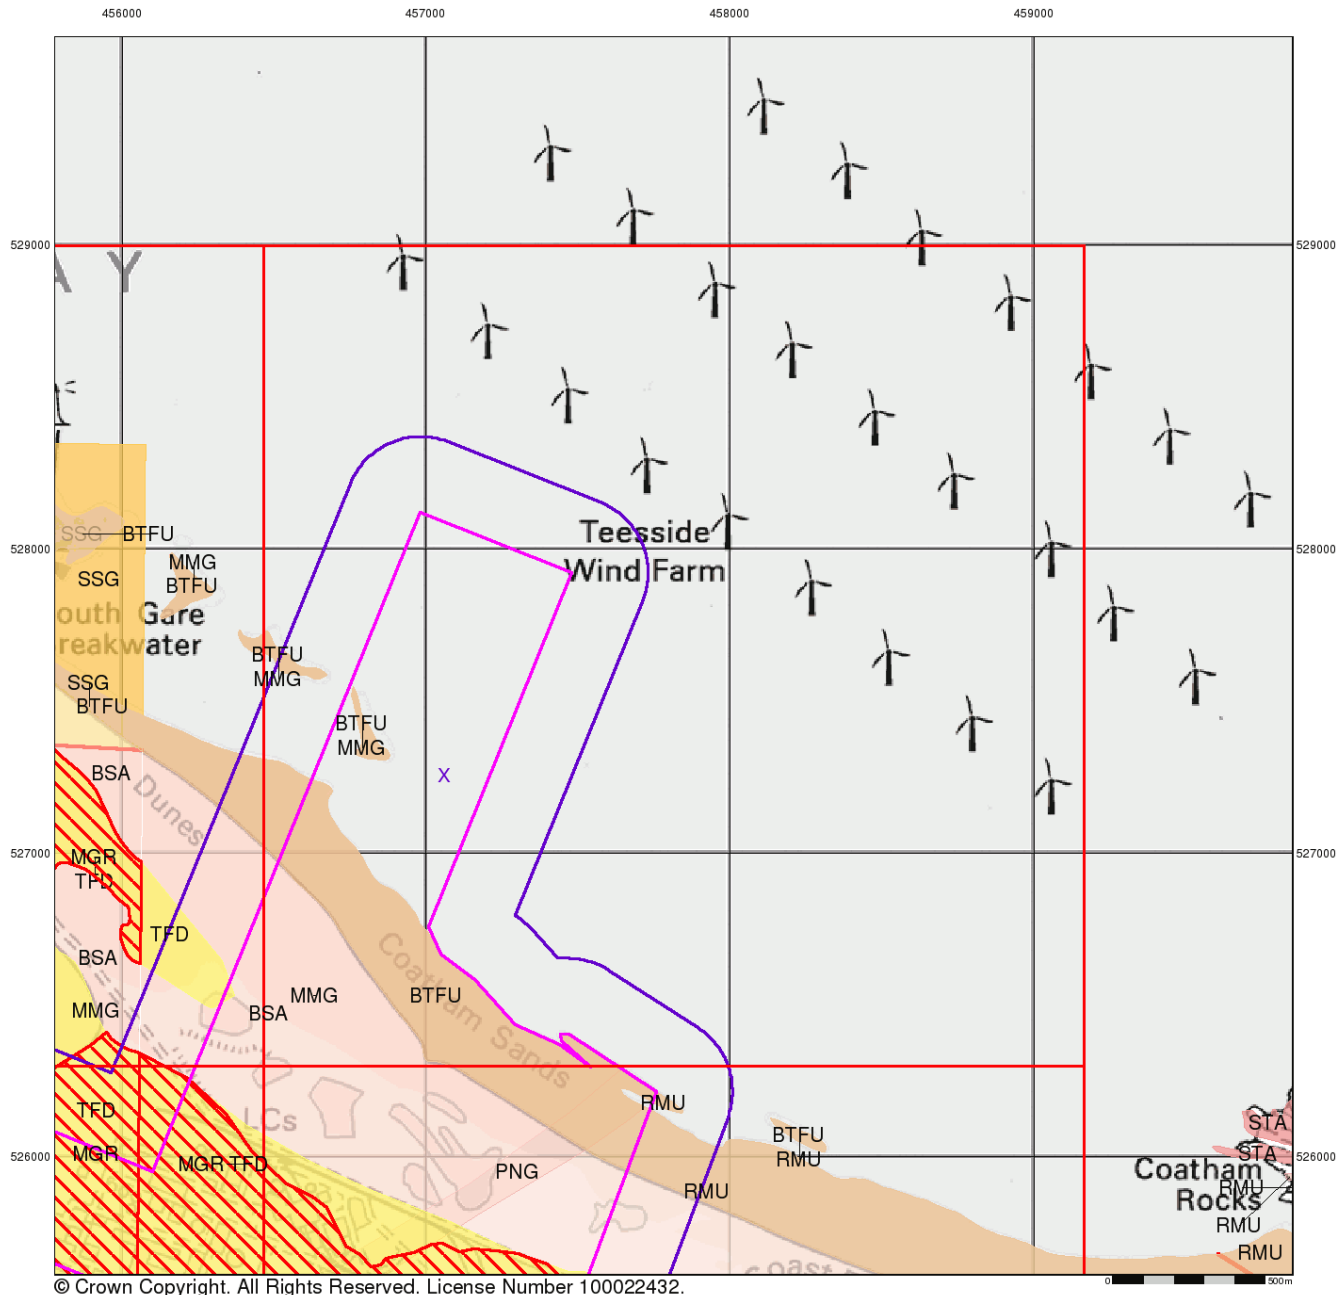 456000 457000 458000 459000
529000 529000
A Y
SSG BTFU
528000 528000
Teesside
Wind Farm
MMG
BTFU
SSG
outh Gare
reakwater
BTFU
MMG
SSG
BTFU
BTFU
MMG
BSA
X
Dunes
527000 527000
MGR
TFD
TFD
BSA
Coatham Sands
MMG
BTFU
MMG
BSA
TFD
LCs
RMU
STA
BTFU
RMU
STA
MGR
MGR TFD
526000 526000
PNG
Coatham
Rocks
RMU
RMU
RMU
RMU
Coast
© Crown Copyright. All Rights Reserved. License Number 100022432.
0 500m